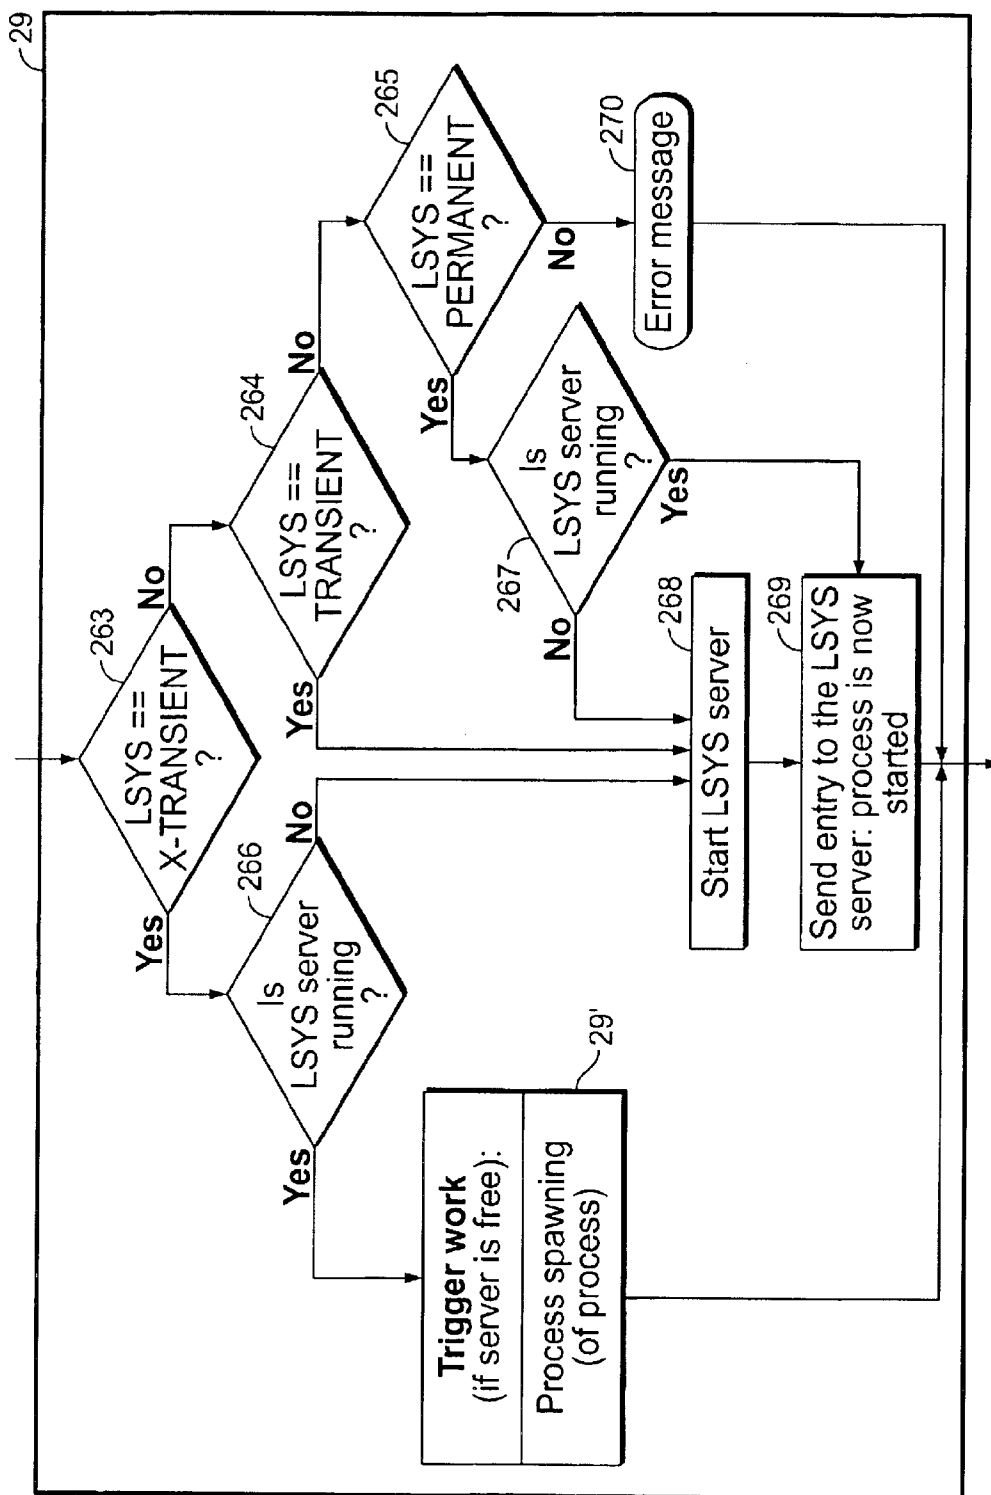 29
263
LSYS ==
X-TRANSIENT
?
Yes
No
264
LSYS ==
TRANSIENT
?
Yes
No
265
LSYS ==
PERMANENT
?
Yes
No
266
Is
LSYS server
running
?
Yes
No
267
Is
LSYS server
running
?
No
Yes
270
Error message
29'
Trigger work
(if server is free):
Process spawning
(of process)
268
Start LSYS server
269
Send entry to the LSYS
server: process is now
started